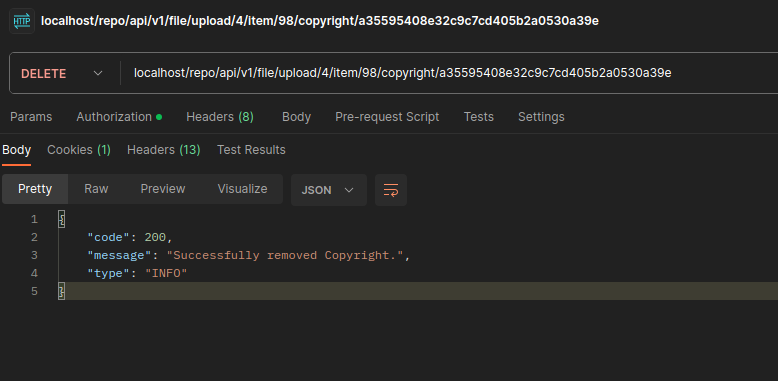 HTTP localhost/repo/api/v1/file/upload/4/item/98/copyright/a35595408e32c9c7cd405b2a0530a39e
DELETE localhost/repo/api/v1/file/upload/4/item/98/copyright/a35595408e32c9c7cd405b2a0530a39e
Params Authorization Headers (8) Body Pre-request Script Tests Settings
Body Cookies (1) Headers (13) Test Results
Pretty Raw Preview Visualize JSON
1 {
2 "code": 200,
3 "message": "Successfully removed Copyright.",
4 "type": "INFO"
5 }